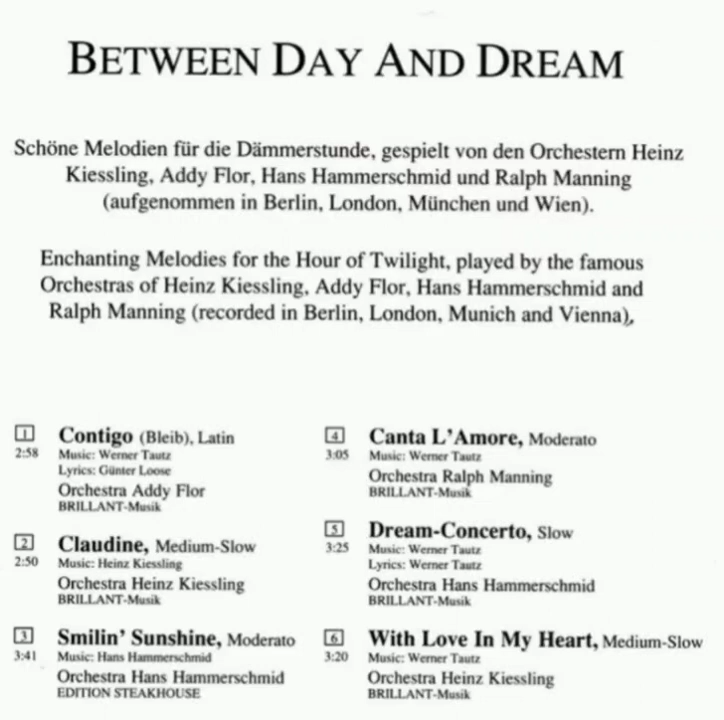 BETWEEN DAY AND DREAM
Schöne Melodien für die Dämmerstunde, gespielt von den Orchestern Heinz
Kiessling, Addy Flor, Hans Hammerschmid und Ralph Manning
(aufgenommen in Berlin, London, München und Wien).
Enchanting Melodies for the Hour of Twilight, played by the famous
Orchestras of Heinz Kiessling, Addy Flor, Hans Hammerschmid and
Ralph Manning (recorded in Berlin, London, Munich and Vienna).
1 Contigo (Bleib), Latin
2:58 Music: Werner Tautz
Lyrics: Günter Loose
Orchestra Addy Flor
BRILLANT-Musik
2 Claudine, Medium-Slow
2:50 Music: Heinz Kiessling
Orchestra Heinz Kiessling
BRILLANT-Musik
3 Smilin' Sunshine, Moderato
3:41 Music: Hans Hammerschmid
Orchestra Hans Hammerschmid
EDITION STEAKHOUSE
4 Canta L'Amore, Moderato
3:05 Music: Werner Tautz
Orchestra Ralph Manning
BRILLANT-Musik
5 Dream-Concerto, Slow
3:25 Music: Werner Tautz
Lyrics: Werner Tautz
Orchestra Hans Hammerschmid
BRILLANT-Musik
6 With Love In My Heart, Medium-Slow
3:20 Music: Werner Tautz
Orchestra Heinz Kiessling
BRILLANT-Musik